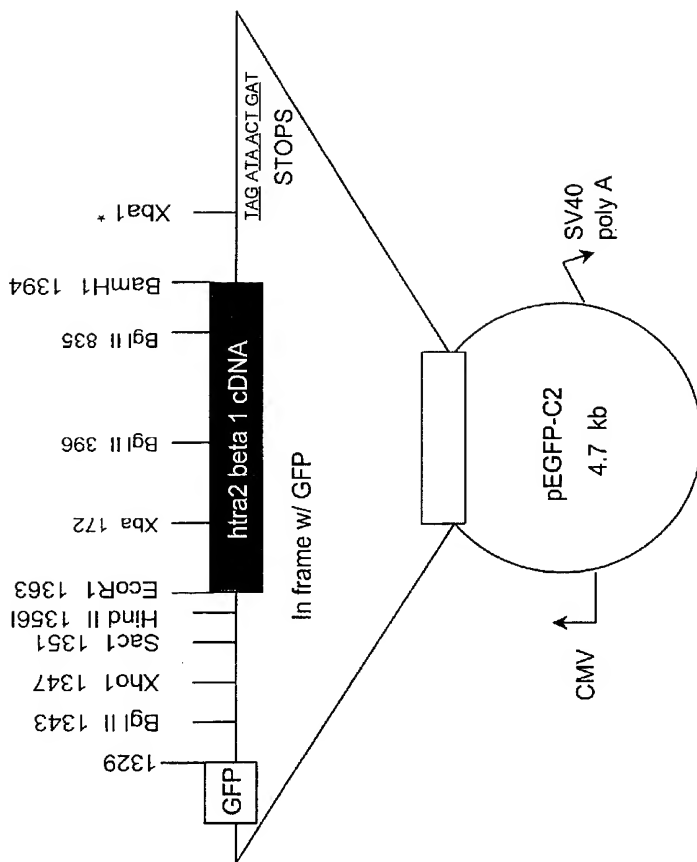 1329
Bgl II 1343
Xho1 1347
Sac1 1351
Hind II 1356I
EcoR1 1363
Xba 172
Bgl II 396
Bgl II 835
BamH1 1394
Xba1 *
GFP
htra2 beta 1 cDNA
TAG ATA ACT GAT
STOPS
In frame w/ GFP
pEGFP-C2
4.7 kb
CMV
SV40
poly A